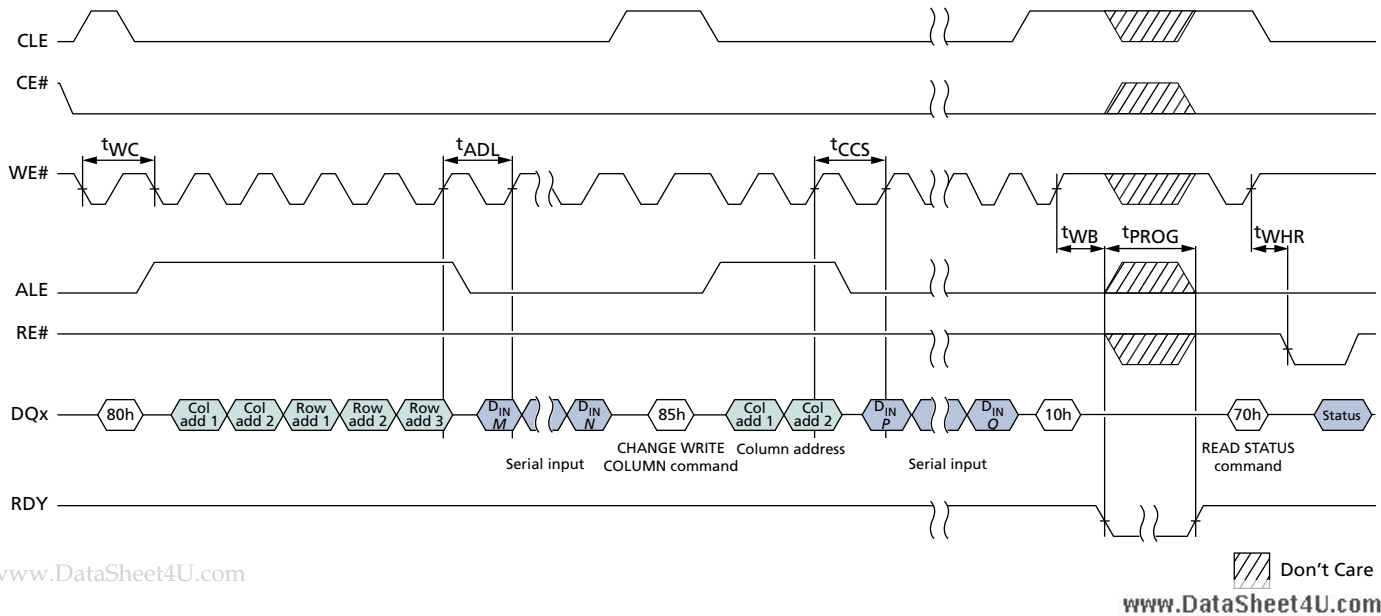 CLE
CE#
tWC
tADL
tCCS
WE#
tWB
tPROG
tWHR
ALE
RE#
DQx
80h
Col add 1
Col add 2
Row add 1
Row add 2
Row add 3
DIN M
DIN N
85h
Col add 1
Col add 2
DIN P
DIN Q
10h
70h
Status
Serial input
CHANGE WRITE
COLUMN command
Column address
Serial input
READ STATUS
command
RDY
Don't Care
www.DataSheet4U.com
www.DataSheet4U.com